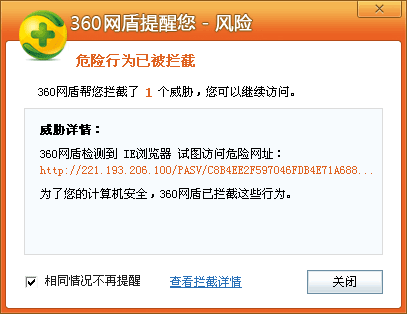 360网盾提醒您 - 风险
危险行为已被拦截
360网盾帮您拦截了 1 个威胁，您可以继续访问。
威胁详情：
360网盾检测到 IE浏览器 试图访问危险网址：
http://221.193.206.100/PASV/C8B4EE2F597046FDB4E71A688...
为了您的计算机安全，360网盾已拦截这些行为。
相同情况不再提醒 查看拦截详情 关闭